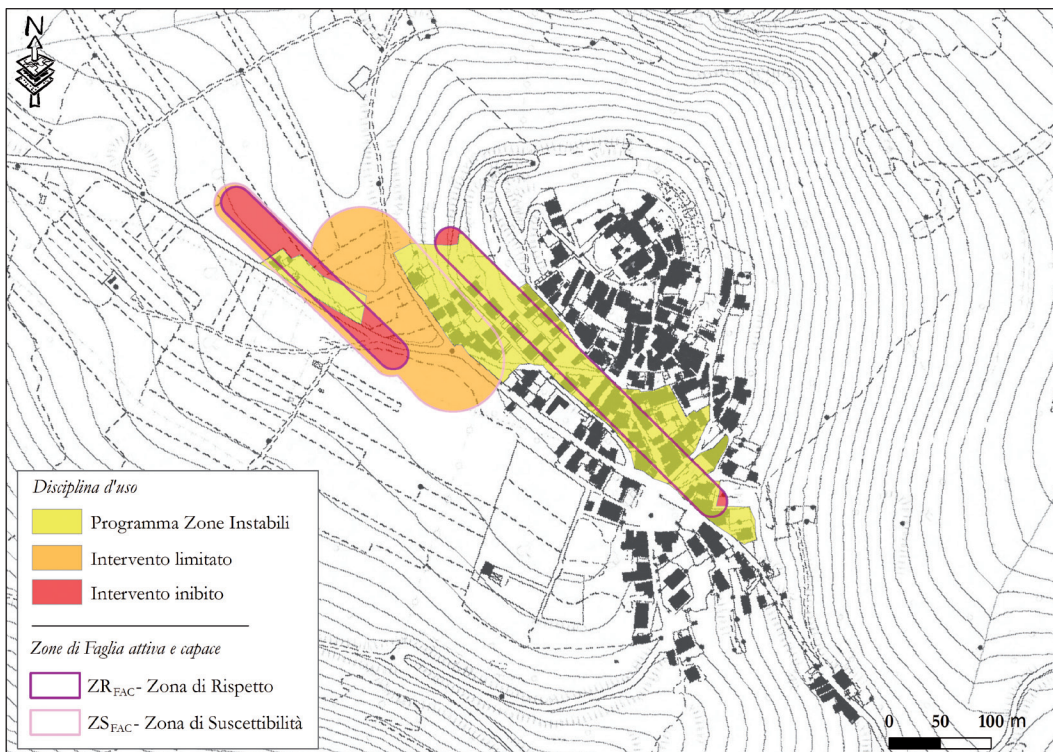 N
Disciplina d'uso
Programma Zone Instabili
Intervento limitato
Intervento inibito
Zone di Faglia attiva e capace
ZRFAC- Zona di Rispetto
ZSFAC- Zona di Suscettibilità
0 50 100 m